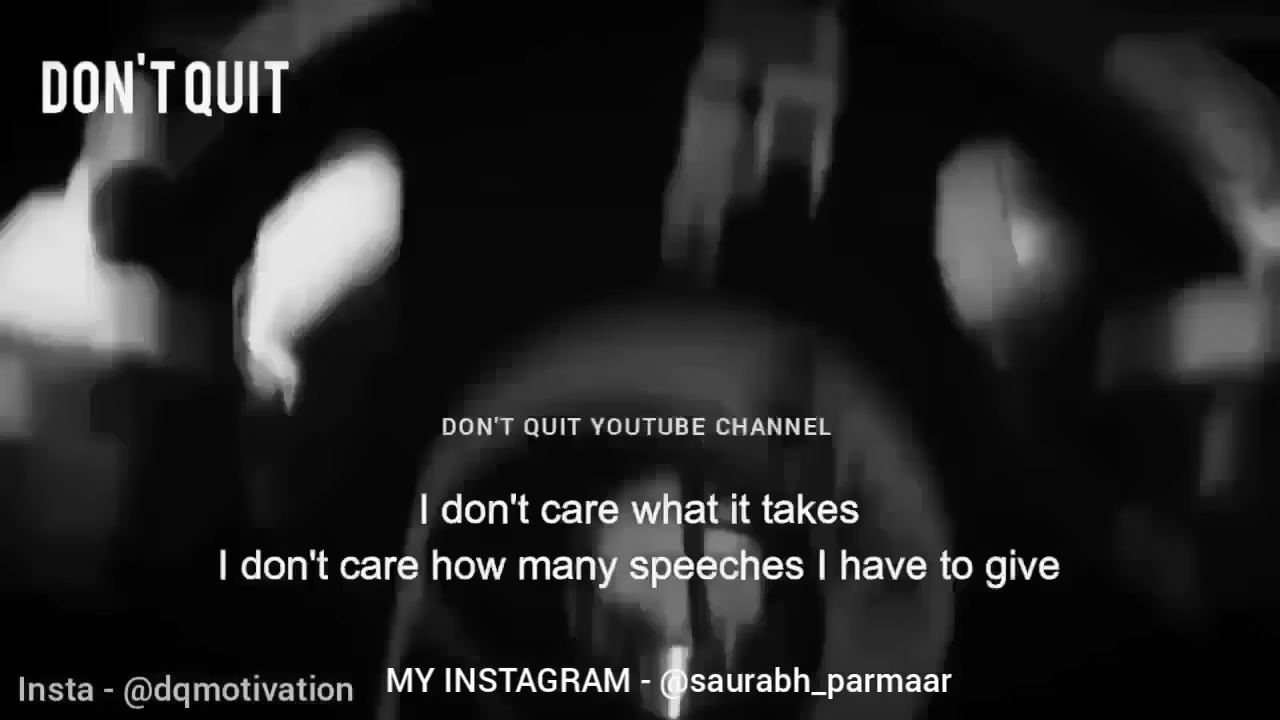 DON'T QUIT
DON'T QUIT YOUTUBE CHANNEL
I don't care what it takes
I don't care how many speeches I have to give
Insta - @dqmotivation
MY INSTAGRAM - @saurabh_parmaar